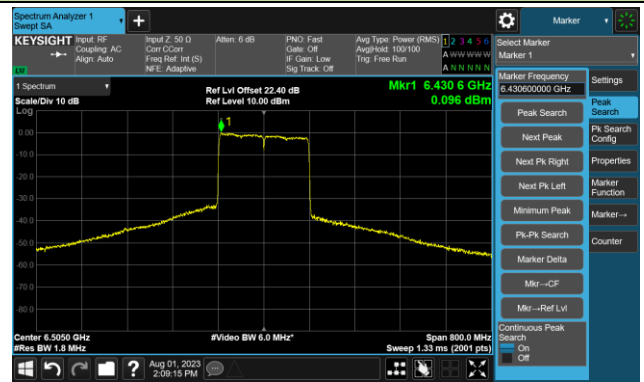 Spectrum Analyzer 1
Swept SA
Marker
KEYSIGHT
Input: RF
Coupling: AC
Align: Auto
Input Z: 50 Ω
Corr CCorr
Freq Ref: Int (S)
NFE: Adaptive
Atten: 6 dB
PNO: Fast
Gate: Off
IF Gain: Low
Sig Track: Off
Avg Type: Power (RMS)
Avg|Hold: 100/100
Trig: Free Run
1 2 3 4 5 6
A W W W W W
A N N N N N
LW
Select Marker
Marker 1
1 Spectrum
Scale/Div 10 dB
Log
Ref Lvl Offset 22.40 dB
Ref Level 10.00 dBm
Mkr1 6.430 6 GHz
0.096 dBm
1
0.00
-10.0
-20.0
-30.0
-40.0
-50.0
-60.0
-70.0
-80.0
Center 6.5050 GHz
#Res BW 1.8 MHz
#Video BW 6.0 MHz*
Span 800.0 MHz
Sweep 1.33 ms (2001 pts)
Marker Frequency
6.430600000 GHz
Peak Search
Next Peak
Next Pk Right
Next Pk Left
Minimum Peak
Pk-Pk Search
Marker Delta
Mkr→CF
Mkr→Ref Lvl
Continuous Peak
Search
On
Off
Settings
Peak
Search
Pk Search
Config
Properties
Marker
Function
Marker→
Counter
Aug 01, 2023
2:09:15 PM